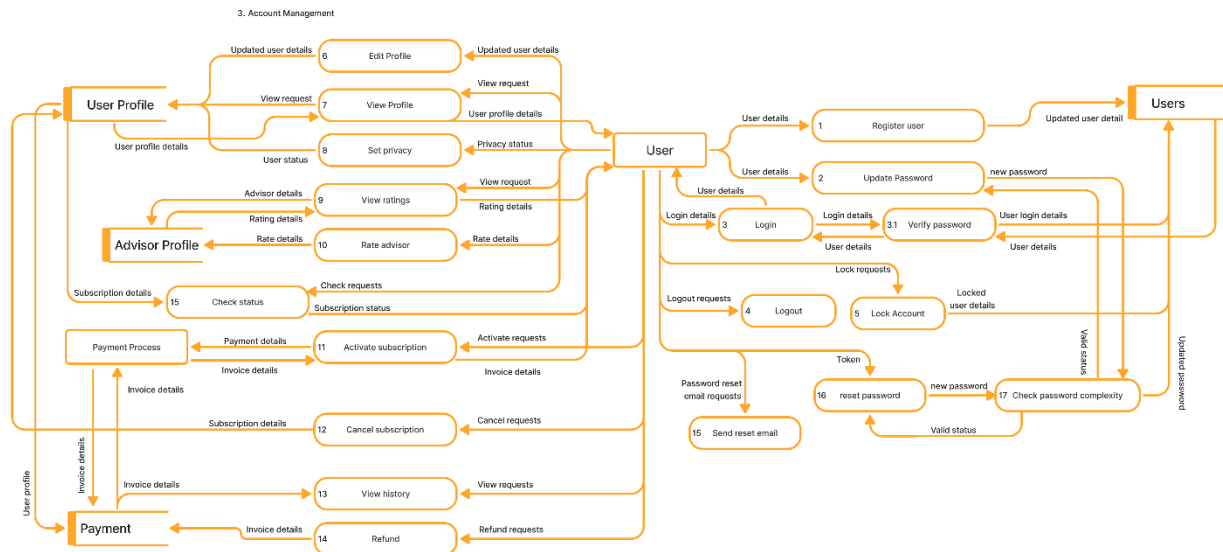 3. Account Management
Updated user details
6 Edit Profile
Updated user details
View request
User Profile
View request
7 View Profile
User profile details
Users
User details
1 Register user
Updated user detail
User profile details
User status
8 Set privacy
Privacy status
User
User details
2 Update Password
new password
View request
Advisor details
9 View ratings
Rating details
User details
Rating details
Login details
3 Login
Login details
3.1 Verify password
User login details
Advisor Profile
Rate details
10 Rate advisor
Rate details
User details
User details
Lock requests
Check requests
Subscription details
15 Check status
Subscription status
Logout requests
4 Logout
5 Lock Account
Locked
user details
Payment Process
Payment details
11 Activate subscription
Activate requests
Invoice details
Invoice details
Valid status
Updated password
Token
Invoice details
Password reset
email requests
16 reset password
new password
17 Check password complexity
Subscription details
12 Cancel subscription
Cancel requests
15 Send reset email
Valid status
User profile
Invoice details
Invoice details
13 View history
View requests
Payment
Invoice details
14 Refund
Refund requests